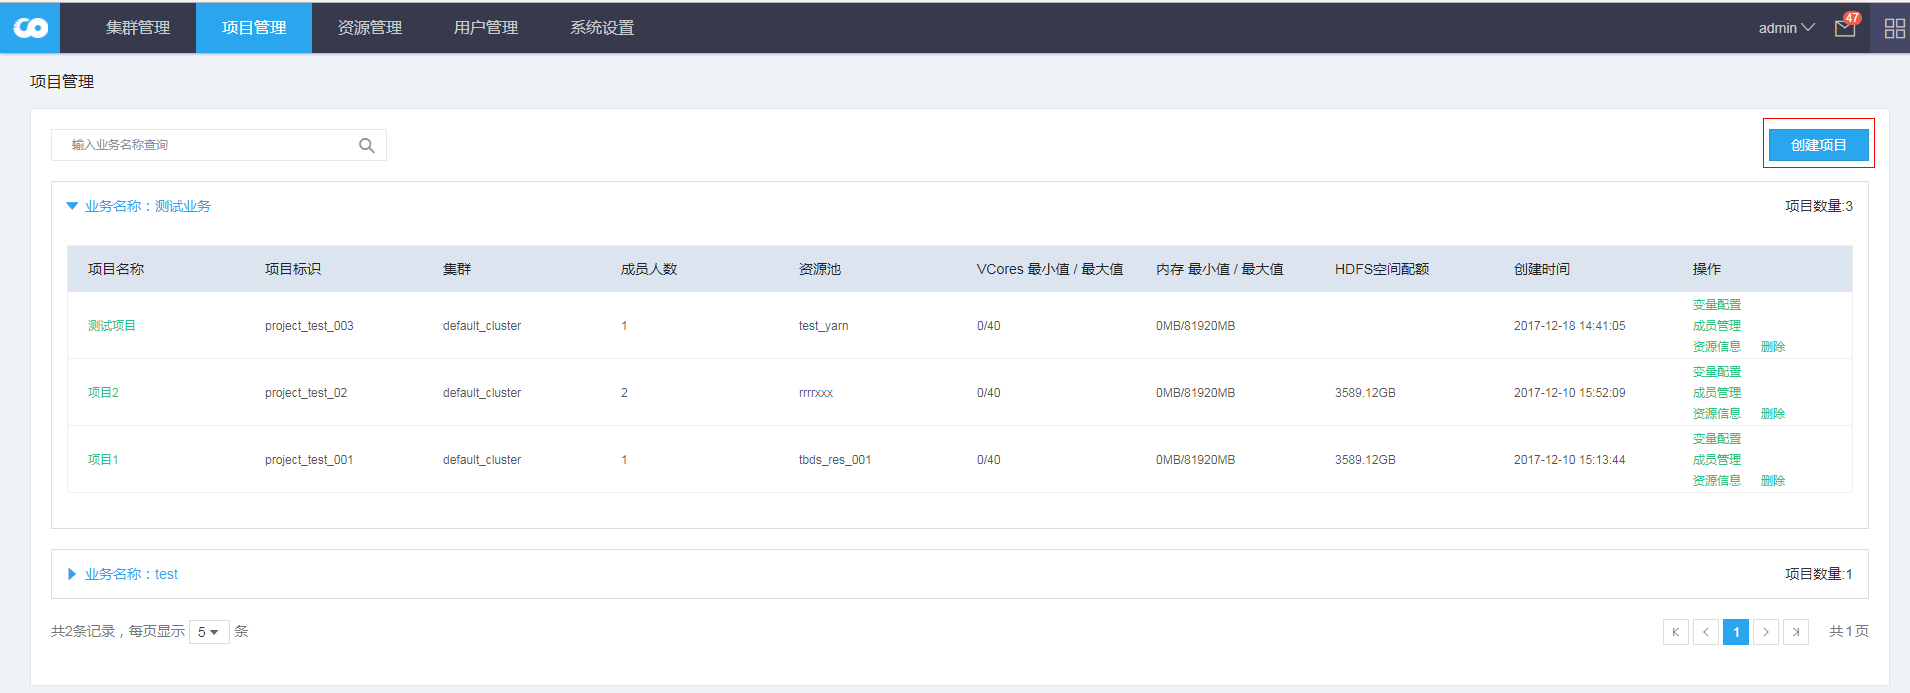 集群管理 项目管理 资源管理 用户管理 系统设置 admin 47
项目管理
输入业务名称查询 创建项目
业务名称：测试业务 项目数量:3
项目名称 项目标识 集群 成员人数 资源池 VCores 最小值 / 最大值 内存 最小值 / 最大值 HDFS空间配额 创建时间 操作
变量配置
测试项目 project_test_003 default_cluster 1 test_yarn 0/40 0MB/81920MB 2017-12-18 14:41:05 成员管理
资源信息 删除
变量配置
项目2 project_test_02 default_cluster 2 rrrrxxx 0/40 0MB/81920MB 3589.12GB 2017-12-10 15:52:09 成员管理
资源信息 删除
变量配置
项目1 project_test_001 default_cluster 1 tbds_res_001 0/40 0MB/81920MB 3589.12GB 2017-12-10 15:13:44 成员管理
资源信息 删除
业务名称：test 项目数量:1
共2条记录，每页显示 5 条 1 共1页